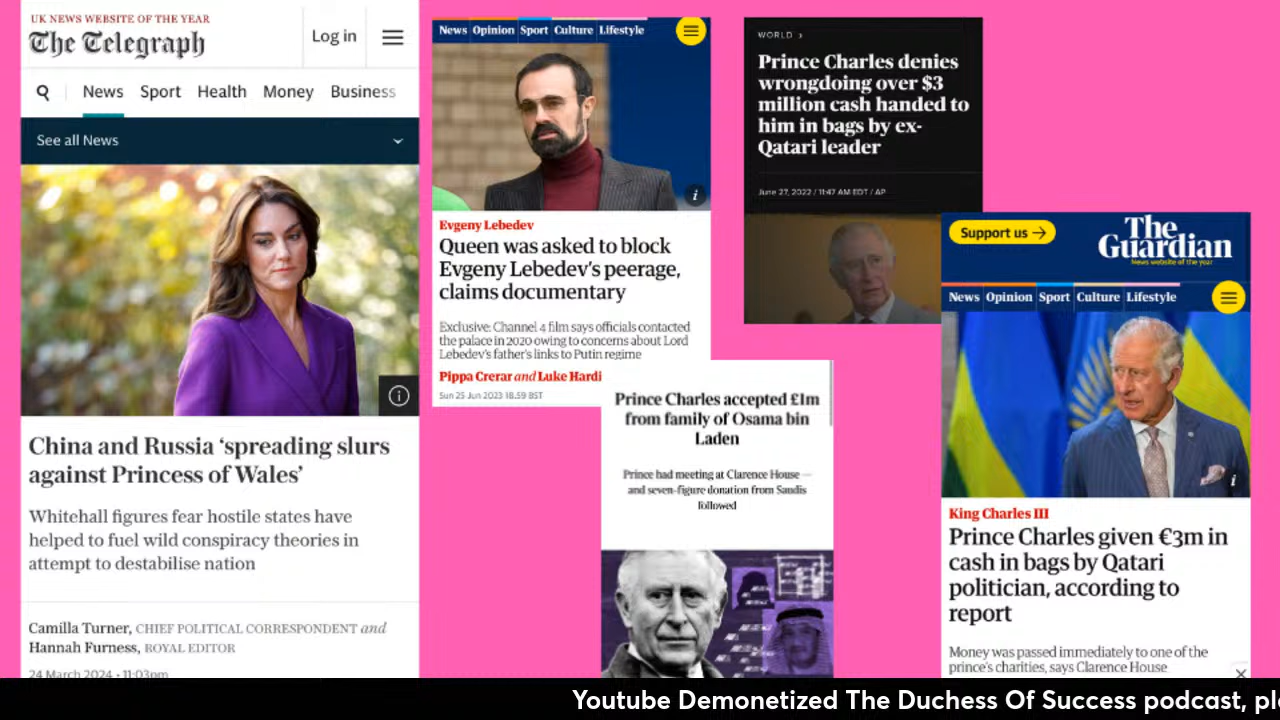 UK NEWS WEBSITE OF THE YEAR
The Telegraph
Log in
News Sport Health Money Business
See all News
China and Russia ‘spreading slurs
against Princess of Wales’
Whitehall figures fear hostile states have
helped to fuel wild conspiracy theories in
attempt to destabilise nation
Camilla Turner, CHIEF POLITICAL CORRESPONDENT and
Hannah Furness, ROYAL EDITOR
24 March 2024 • 11:03pm
News Opinion Sport Culture Lifestyle
i
Evgeny Lebedev
Queen was asked to block
Evgeny Lebedev’s peerage,
claims documentary
Exclusive: Channel 4 film says officials contacted
the palace in 2020 owing to concerns about Lord
Lebedev’s father’s links to Putin regime
Pippa Crerar and Luke Hardi
Sun 25 Jun 2023 18.59 BST
WORLD ›
Prince Charles denies
wrongdoing over $3
million cash handed to
him in bags by ex-
Qatari leader
June 27, 2022 / 11:47 AM EDT / AP
Prince Charles accepted £1m
from family of Osama bin
Laden
Prince had meeting at Clarence House —
and seven-figure donation from Saudis
followed
Support us →
The
Guardian
News website of the year
News Opinion Sport Culture Lifestyle
i
King Charles III
Prince Charles given €3m in
cash in bags by Qatari
politician, according to
report
Money was passed immediately to one of the
prince’s charities, says Clarence House
Youtube Demonetized The Duchess Of Success podcast, pl